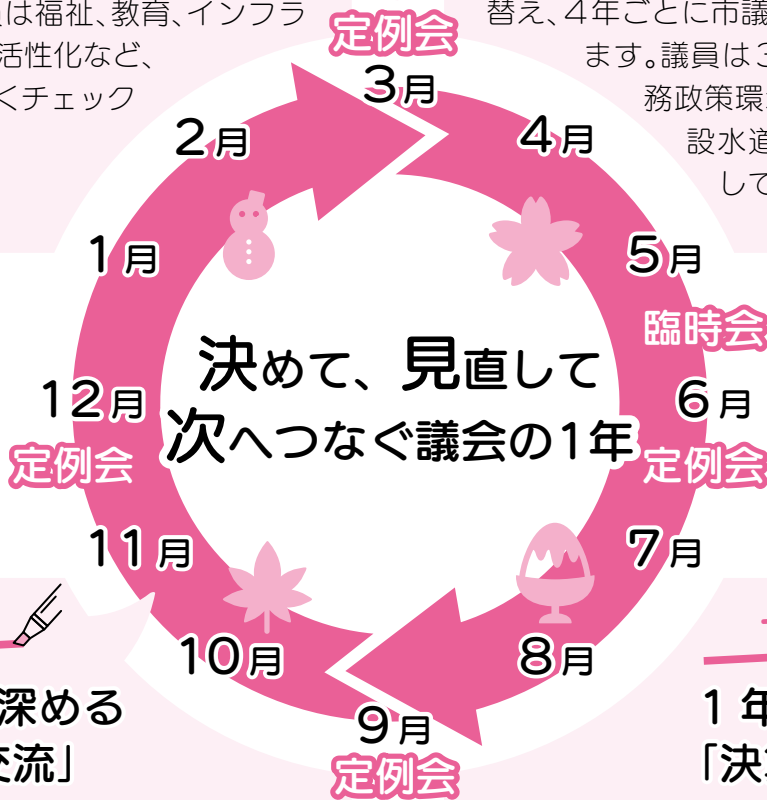 員は福祉、教育、インフラ
活性化など、
くチェック
替え、4年ごとに市議
ます。議員は3
務政策環
設水道
して
定例会
3月
4月
5月
臨時会
6月
定例会
7月
8月
9月
定例会
10月
11月
12月
定例会
1月
2月
決めて、見直して
次へつなぐ議会の1年
深める
交流」
1年
「決